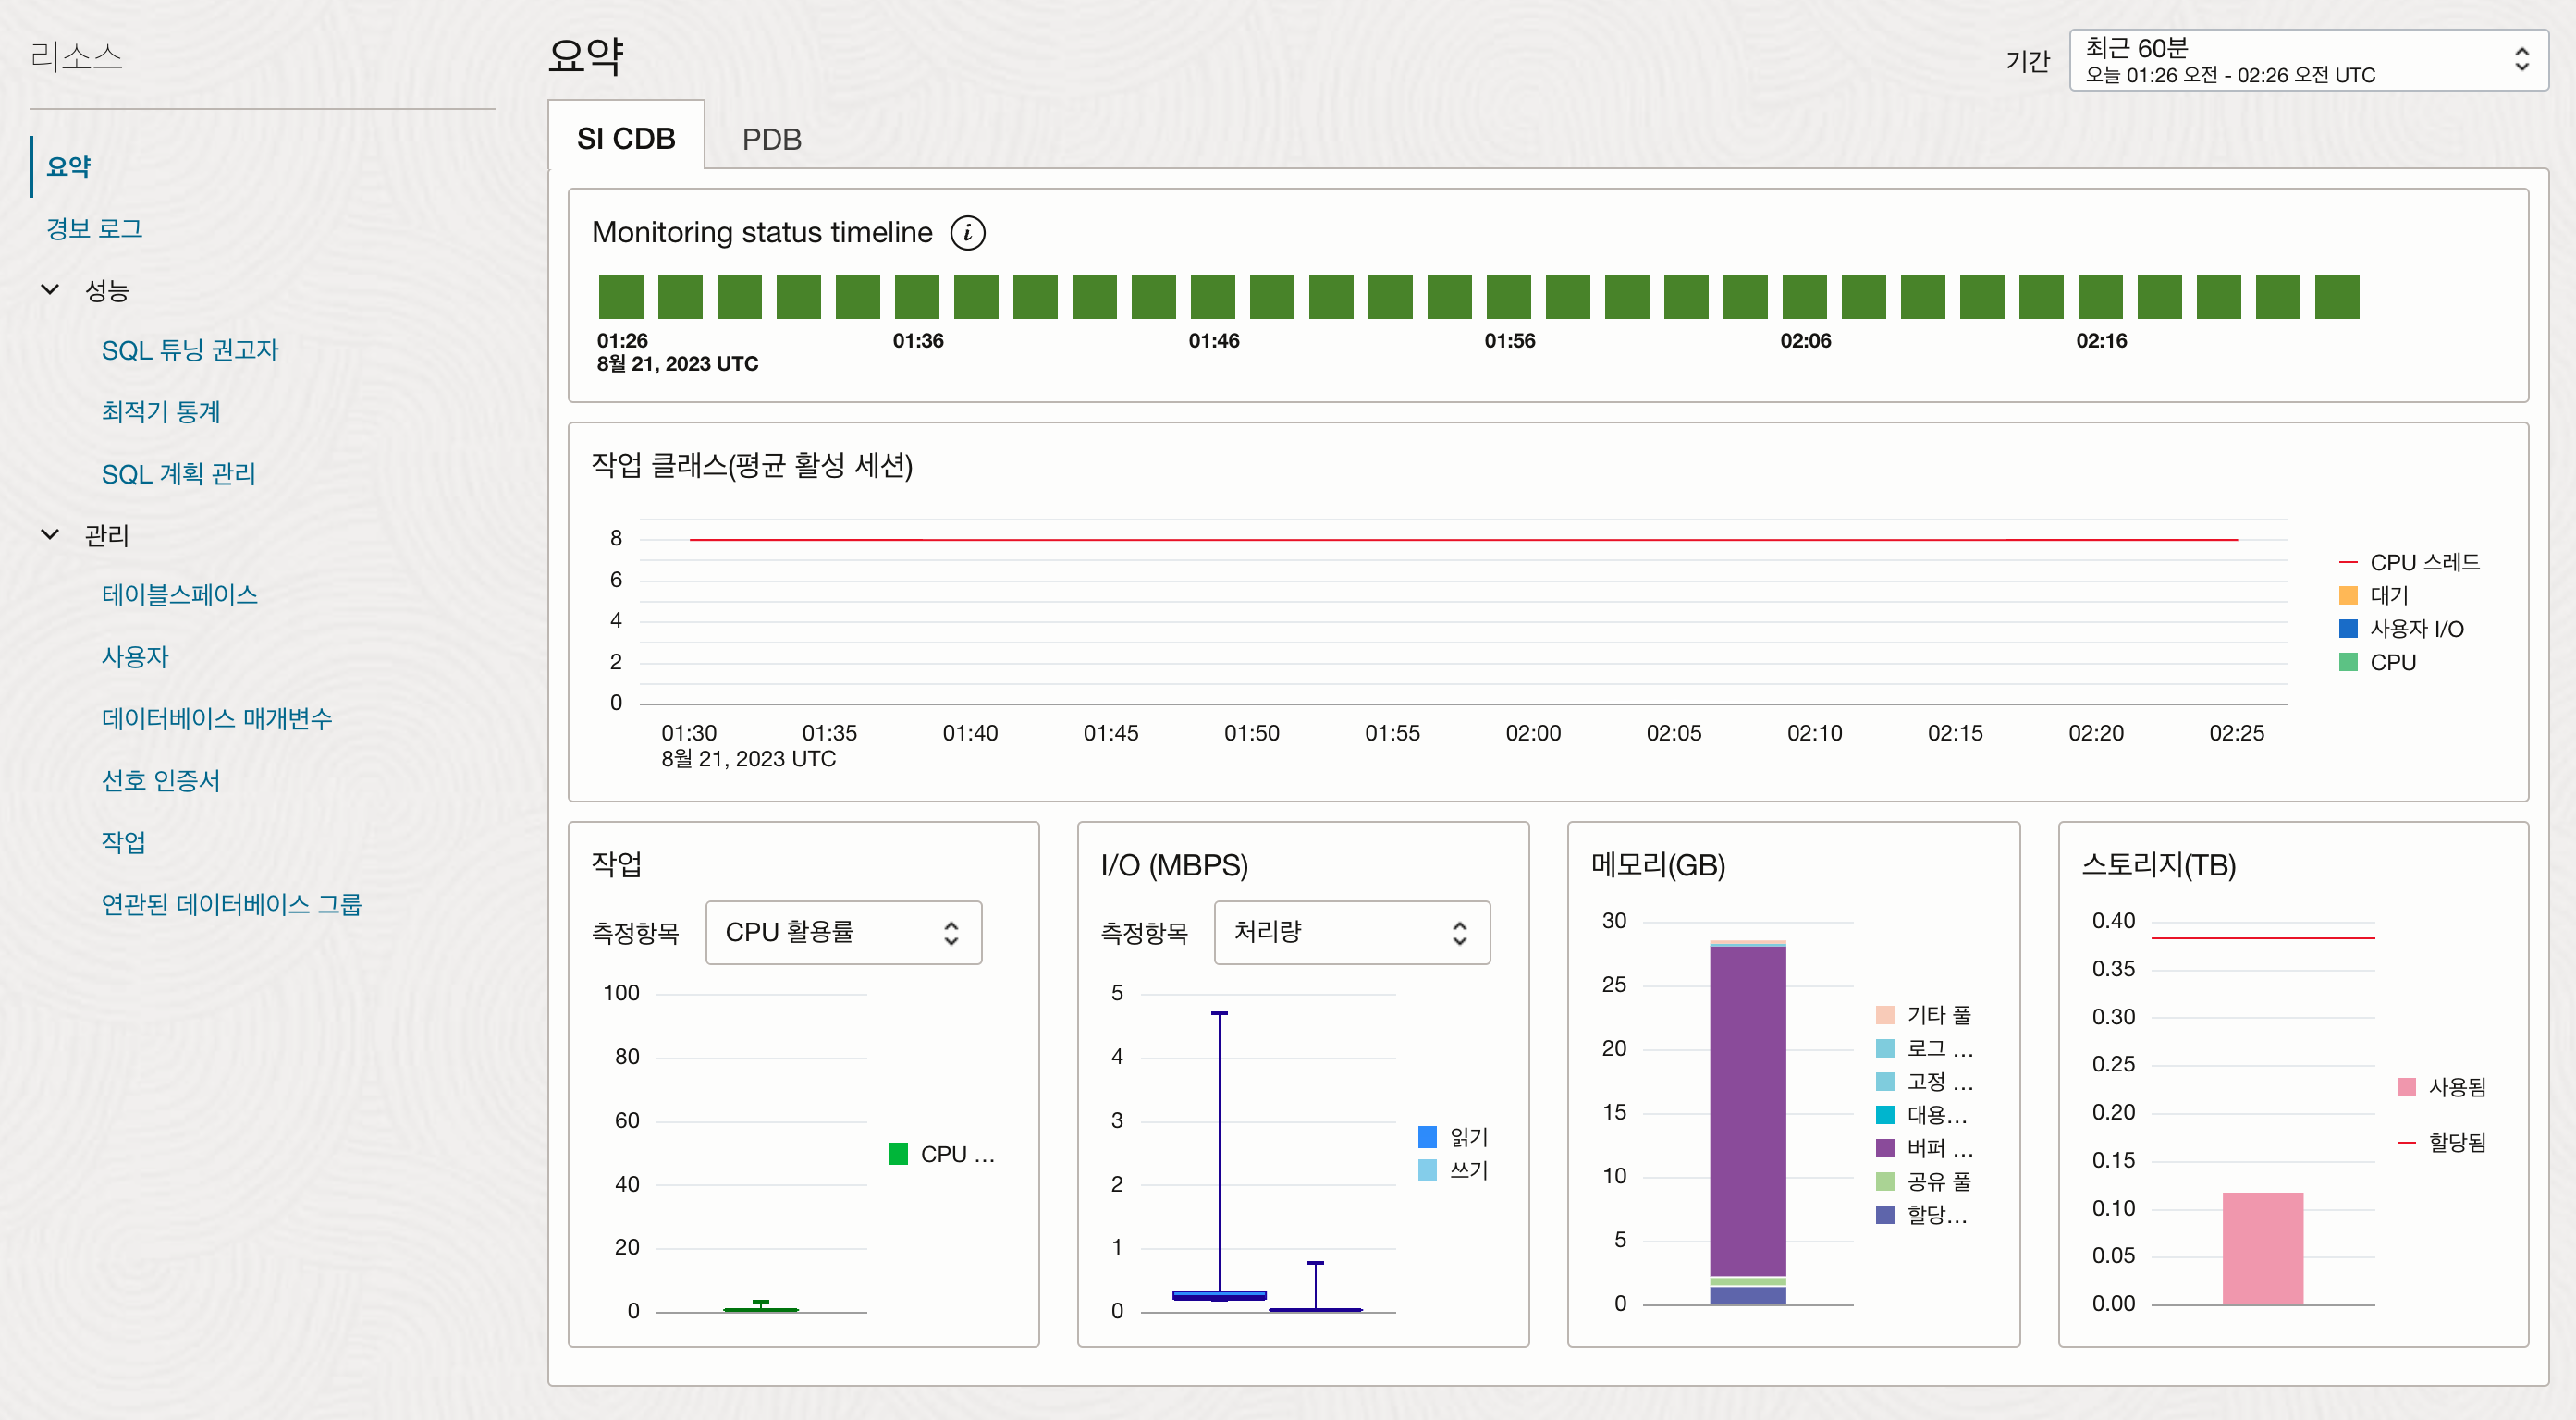 리소스
요약
경보 로그
성능
SQL 튜닝 권고자
최적기 통계
SQL 계획 관리
관리
테이블스페이스
사용자
데이터베이스 매개변수
선호 인증서
작업
연관된 데이터베이스 그룹
요약
기간
최근 60분
오늘 01:26 오전 - 02:26 오전 UTC
SI CDB
PDB
Monitoring status timeline
i
01:26 01:36 01:46 01:56 02:06 02:16
8월 21, 2023 UTC
작업 클래스(평균 활성 세션)
8
6
4
2
0
01:30 01:35 01:40 01:45 01:50 01:55 02:00 02:05 02:10 02:15 02:20 02:25
8월 21, 2023 UTC
CPU 스레드
대기
사용자 I/O
CPU
작업
측정항목
CPU 활용률
100
80
60
40
20
0
CPU ...
I/O (MBPS)
측정항목
처리량
5
4
3
2
1
0
읽기
쓰기
메모리(GB)
30
25
20
15
10
5
0
기타 풀
로그 ...
고정 ...
대용...
버퍼 ...
공유 풀
할당...
스토리지(TB)
0.40
0.35
0.30
0.25
0.20
0.15
0.10
0.05
0.00
사용됨
할당됨